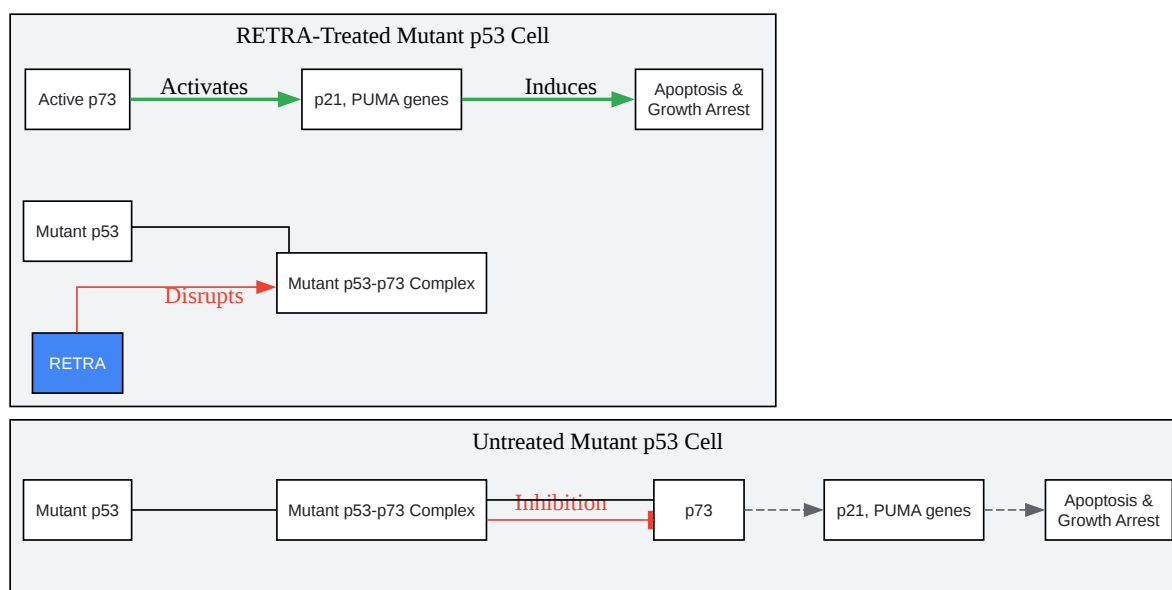 RETRA-Treated Mutant p53 Cell
Active p73
Activates
p21, PUMA genes
Induces
Apoptosis &
Growth Arrest
Mutant p53
Mutant p53-p73 Complex
Disrupts
RETRA
Untreated Mutant p53 Cell
Mutant p53
Mutant p53-p73 Complex
Inhibition
p73
p21, PUMA genes
Apoptosis &
Growth Arrest